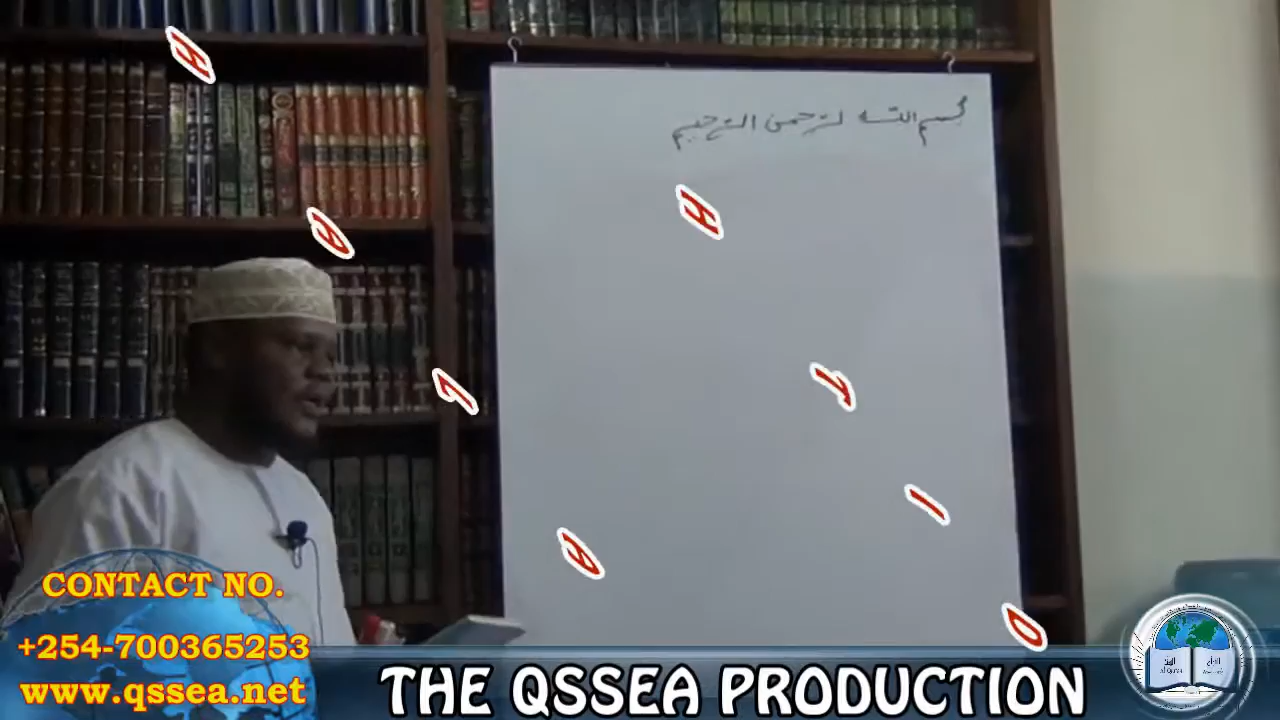 بسم الله الرحمن الرحيم
H
A
H
L
T
I
A
D
CONTACT NO.
+254-700365253
www.qssea.net
THE QSSEA PRODUCTION